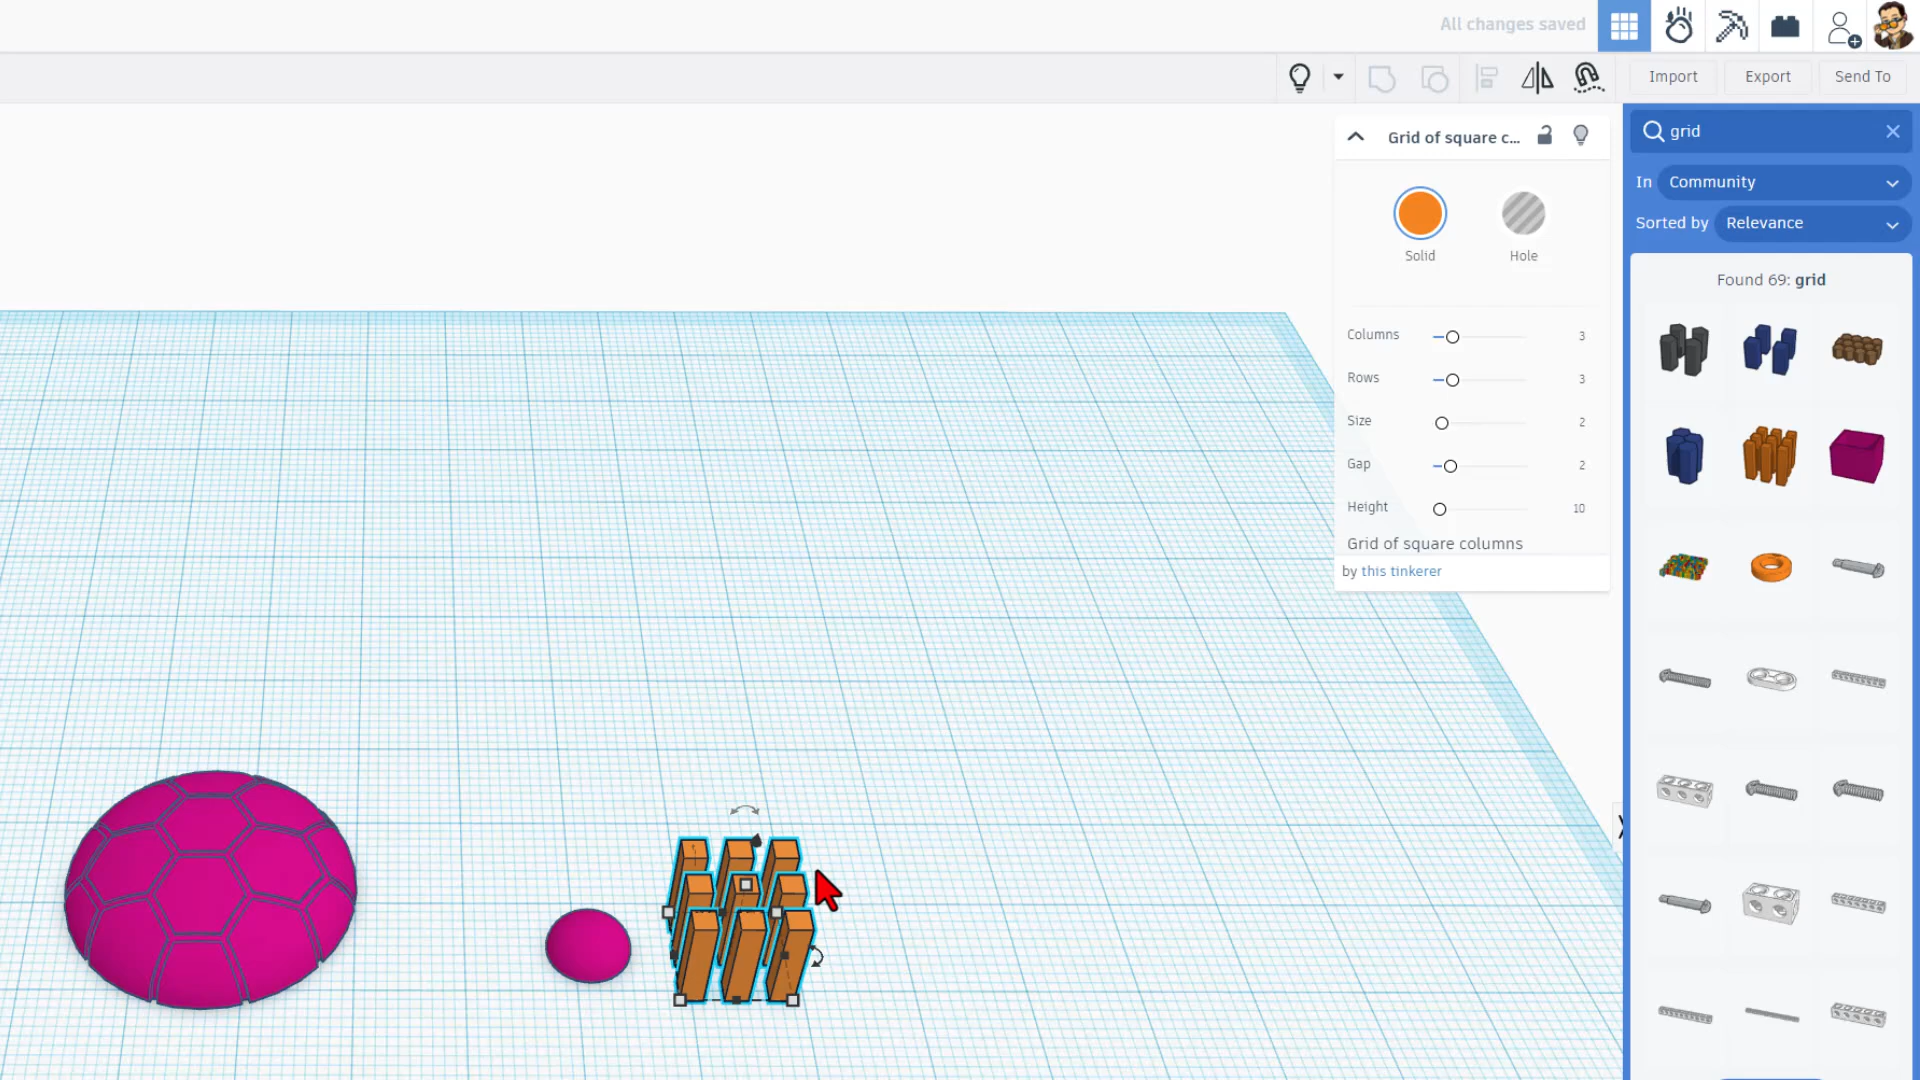 All changes saved
Import
Export
Send To
Grid of square c...
grid
In
Community
Sorted by
Relevance
Solid
Hole
Found 69: grid
Columns
3
Rows
3
Size
2
Gap
2
Height
10
Grid of square columns
by this tinkerer